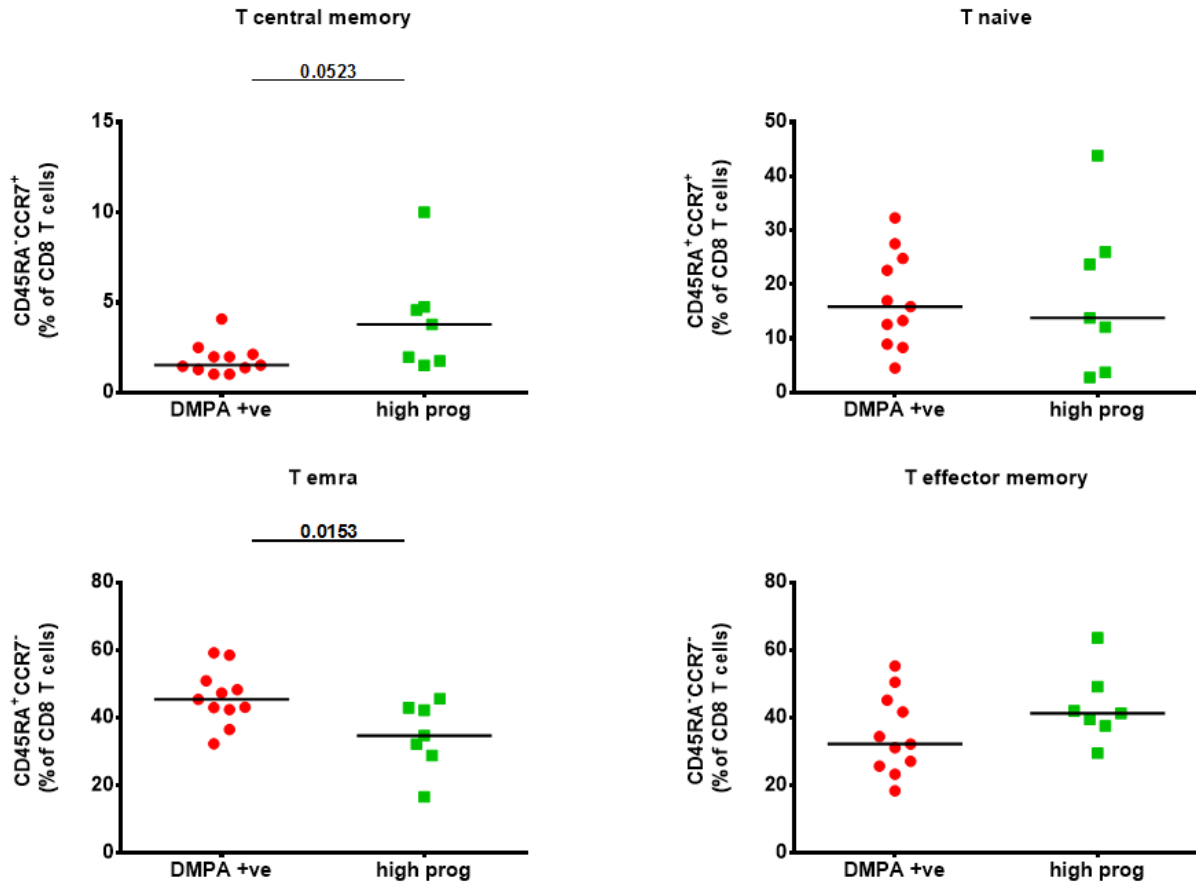 T central memory
0.0523
CD45RA⁻CCR7⁺
(% of CD8 T cells)
15
10
5
0
DMPA +ve
high prog
T naive
CD45RA⁺CCR7⁺
(% of CD8 T cells)
50
40
30
20
10
0
DMPA +ve
high prog
T emra
0.0153
CD45RA⁺CCR7⁻
(%of CD8 T cells)
80
60
40
20
0
DMPA +ve
high prog
T effector memory
CD45RA⁻CCR7⁻
(% of CD8 T cells)
80
60
40
20
0
DMPA +ve
high prog